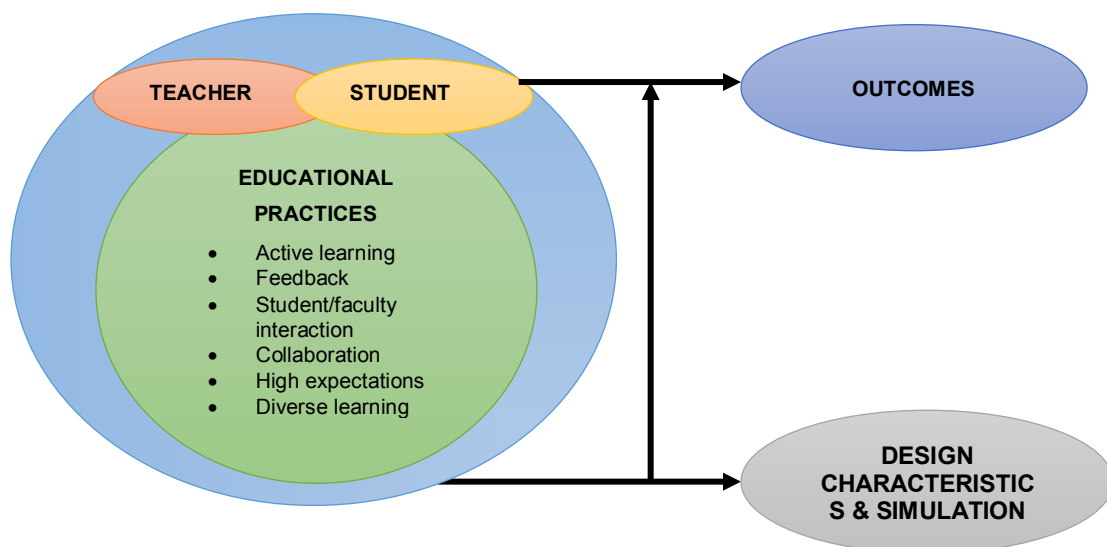 TEACHER
STUDENT
OUTCOMES
EDUCATIONAL
PRACTICES
• Active learning
• Feedback
• Student/faculty
interaction
• Collaboration
• High expectations
• Diverse learning
DESIGN
CHARACTERISTIC
S & SIMULATION